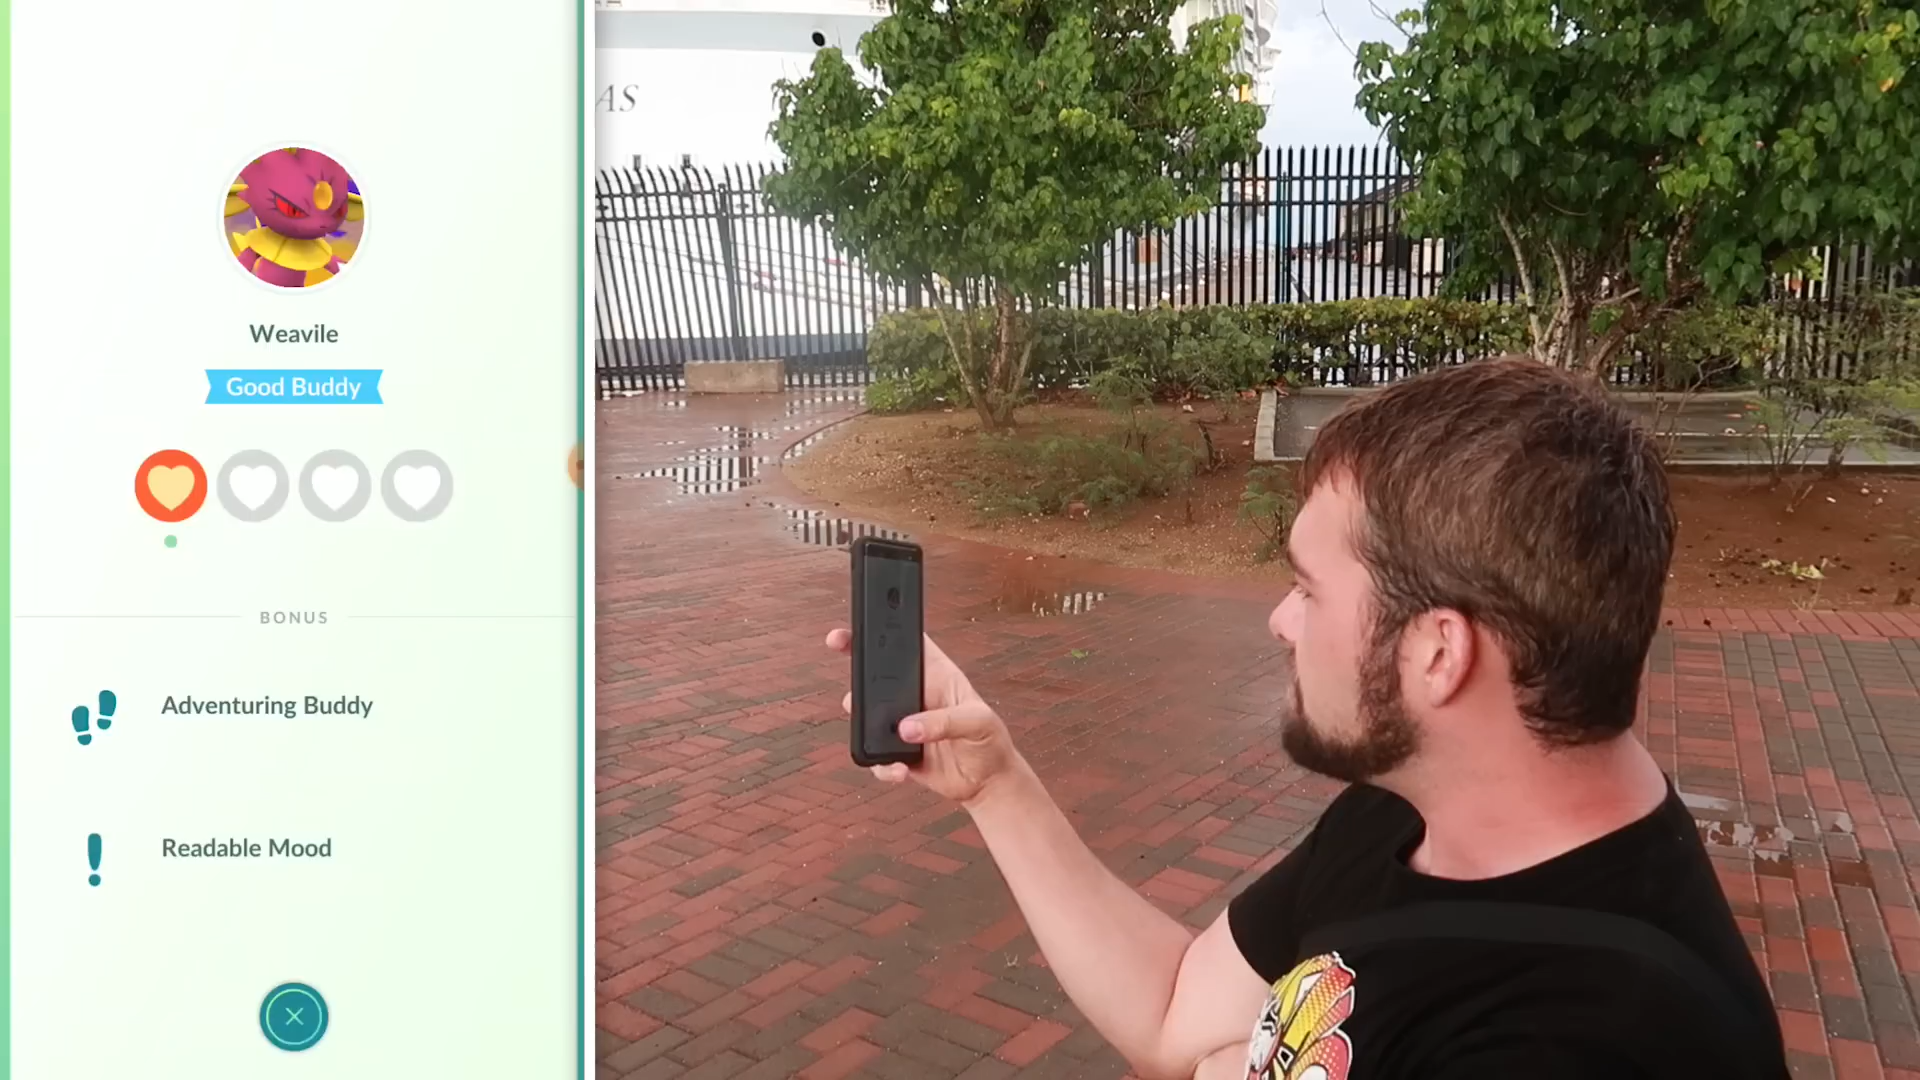 Weavile
Good Buddy
BONUS
Adventuring Buddy
Readable Mood
AS